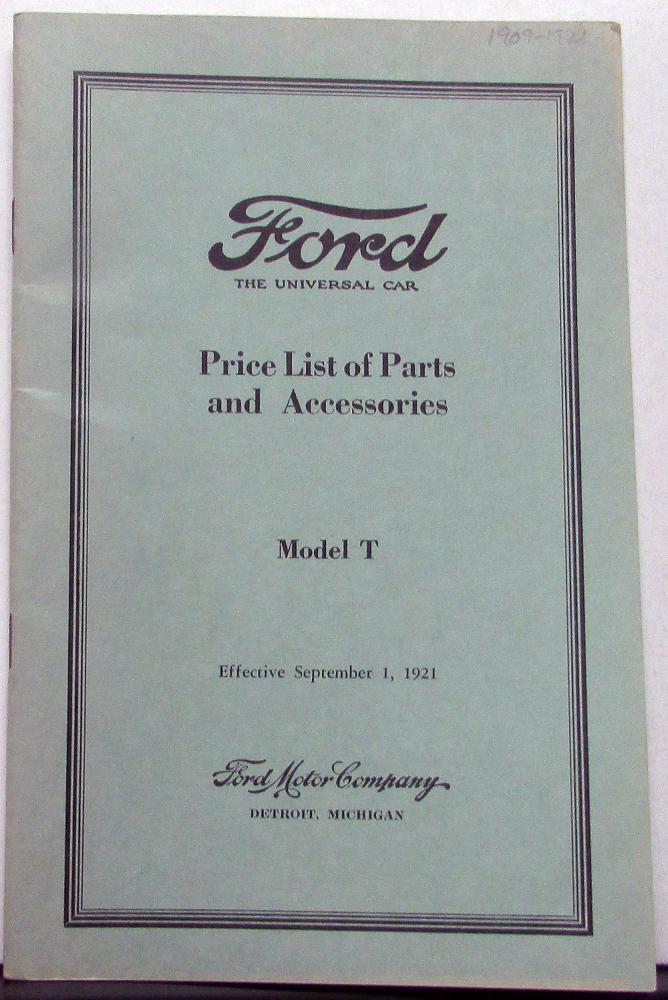 1909-1921
Ford
THE UNIVERSAL CAR
Price List of Parts
and Accessories
Model T
Effective September 1, 1921
Ford Motor Company
DETROIT, MICHIGAN